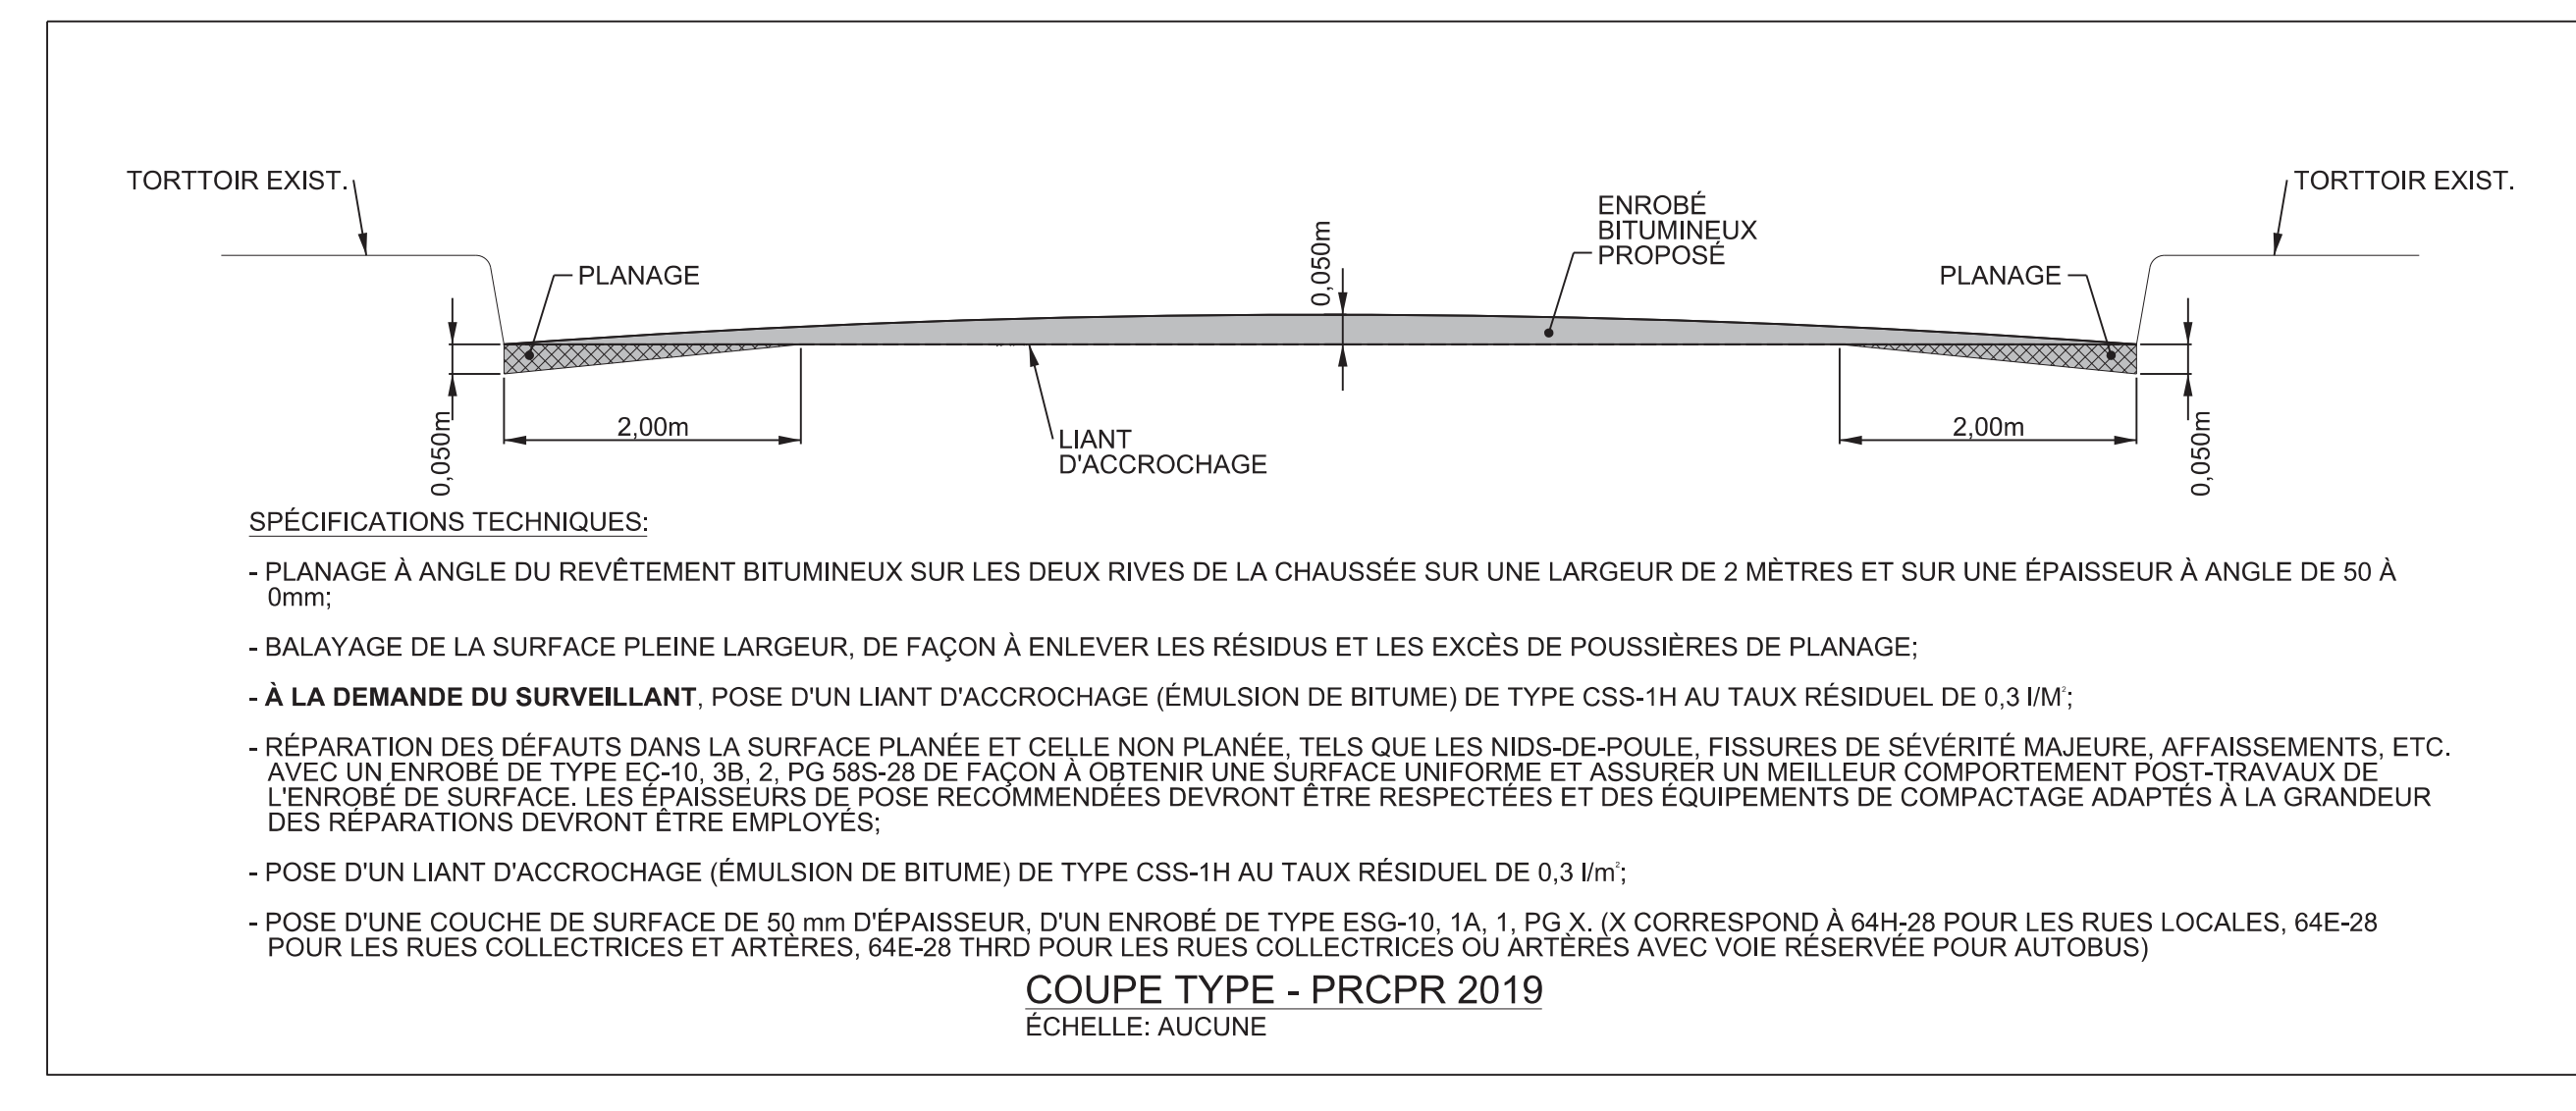 TORTTOIR EXIST.
TORTTOIR EXIST.
ENROBÉ
BITUMINEUX
PROPOSÉ
0,050m
PLANAGE
PLANAGE
2,00m
2,00m
0,050m
0,050m
LIANT
D'ACCROCHAGE
SPÉCIFICATIONS TECHNIQUES:
- PLANAGE À ANGLE DU REVÊTEMENT BITUMINEUX SUR LES DEUX RIVES DE LA CHAUSSÉE SUR UNE LARGEUR DE 2 MÈTRES ET SUR UNE ÉPAISSEUR À ANGLE DE 50 À
0mm;
- BALAYAGE DE LA SURFACE PLEINE LARGEUR, DE FAÇON À ENLEVER LES RÉSIDUS ET LES EXCÈS DE POUSSIÈRES DE PLANAGE;
- À LA DEMANDE DU SURVEILLANT, POSE D'UN LIANT D'ACCROCHAGE (ÉMULSION DE BITUME) DE TYPE CSS-1H AU TAUX RÉSIDUEL DE 0,3 l/M²;
- RÉPARATION DES DÉFAUTS DANS LA SURFACE PLANÉE ET CELLE NON PLANÉE, TELS QUE LES NIDS-DE-POULE, FISSURES DE SÉVÉRITÉ MAJEURE, AFFAISSEMENTS, ETC.
AVEC UN ENROBÉ DE TYPE EC-10, 3B, 2, PG 58S-28 DE FAÇON À OBTENIR UNE SURFACE UNIFORME ET ASSURER UN MEILLEUR COMPORTEMENT POST-TRAVAUX DE
L'ENROBÉ DE SURFACE. LES ÉPAISSEURS DE POSE RECOMMENDÉES DEVRONT ÊTRE RESPECTÉES ET DES ÉQUIPEMENTS DE COMPACTAGE ADAPTÉS À LA GRANDEUR
DES RÉPARATIONS DEVRONT ÊTRE EMPLOYÉS;
- POSE D'UN LIANT D'ACCROCHAGE (ÉMULSION DE BITUME) DE TYPE CSS-1H AU TAUX RÉSIDUEL DE 0,3 l/m²;
- POSE D'UNE COUCHE DE SURFACE DE 50 mm D'ÉPAISSEUR, D'UN ENROBÉ DE TYPE ESG-10, 1A, 1, PG X. (X CORRESPOND À 64H-28 POUR LES RUES LOCALES, 64E-28
POUR LES RUES COLLECTRICES ET ARTÈRES, 64E-28 THRD POUR LES RUES COLLECTRICES OU ARTÈRES AVEC VOIE RÉSERVÉE POUR AUTOBUS)
COUPE TYPE - PRCPR 2019
ÉCHELLE: AUCUNE